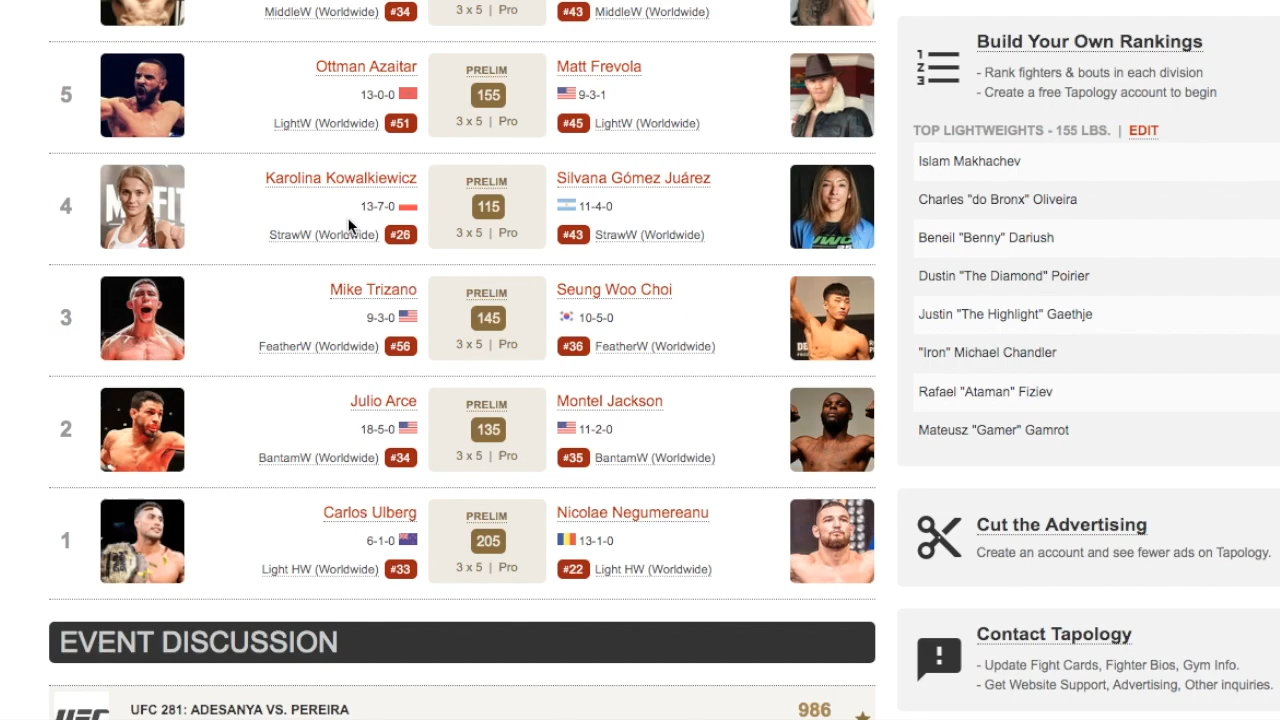 MiddleW (Worldwide) #34
3 x 5 | Pro
#43 MiddleW (Worldwide)
5
Ottman Azaitar
13-0-0
LightW (Worldwide) #51
PRELIM
155
3 x 5 | Pro
Matt Frevola
9-3-1
#45 LightW (Worldwide)
4
Karolina Kowalkiewicz
13-7-0
StrawW (Worldwide) #26
PRELIM
115
3 x 5 | Pro
Silvana Gómez Juárez
11-4-0
#43 StrawW (Worldwide)
3
Mike Trizano
9-3-0
FeatherW (Worldwide) #56
PRELIM
145
3 x 5 | Pro
Seung Woo Choi
10-5-0
#36 FeatherW (Worldwide)
2
Julio Arce
18-5-0
BantamW (Worldwide) #34
PRELIM
135
3 x 5 | Pro
Montel Jackson
11-2-0
#35 BantamW (Worldwide)
1
Carlos Ulberg
6-1-0
Light HW (Worldwide) #33
PRELIM
205
3 x 5 | Pro
Nicolae Negumereanu
13-1-0
#22 Light HW (Worldwide)
EVENT DISCUSSION
UFC
UFC 281: ADESANYA VS. PEREIRA
986
Build Your Own Rankings
- Rank fighters & bouts in each division
- Create a free Tapology account to begin
TOP LIGHTWEIGHTS - 155 LBS. | EDIT
Islam Makhachev
Charles "do Bronx" Oliveira
Beneil "Benny" Dariush
Dustin "The Diamond" Poirier
Justin "The Highlight" Gaethje
"Iron" Michael Chandler
Rafael "Ataman" Fiziev
Mateusz "Gamer" Gamrot
Cut the Advertising
Create an account and see fewer ads on Tapology.
Contact Tapology
- Update Fight Cards, Fighter Bios, Gym Info.
- Get Website Support, Advertising, Other inquiries.